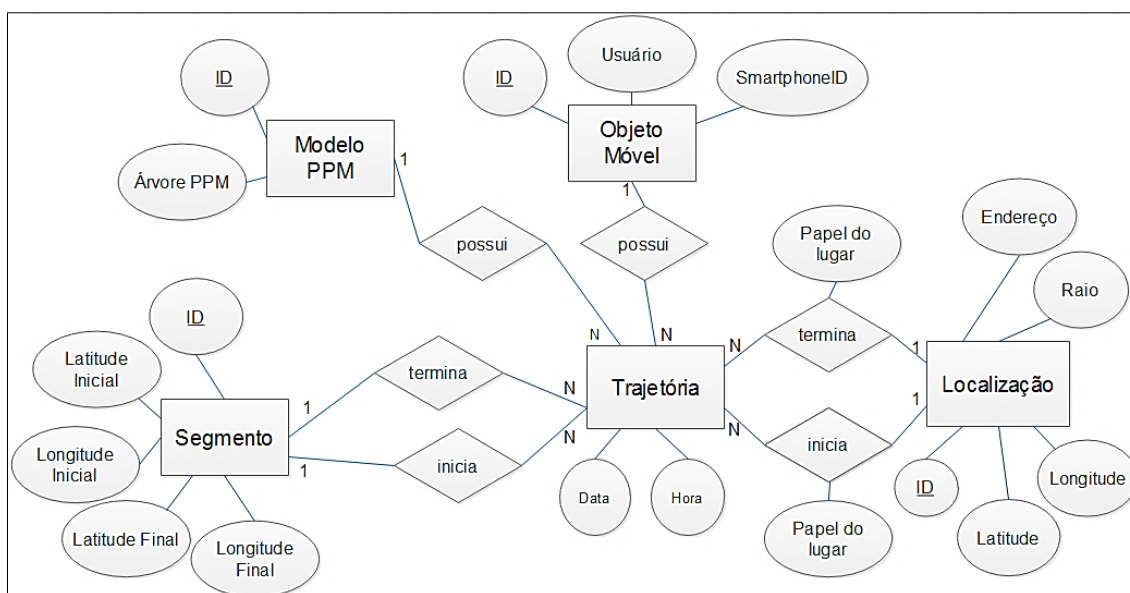 Usuário
ID
ID
SmartphoneID
Objeto
Móvel
Modelo
PPM
1
Árvore PPM
1
Endereço
Papel do
lugar
possui
possui
Raio
ID
N
N
N
termina
1
Latitude
Inicial
termina
N
Trajetória
Localização
1
1
Segmento
Longitude
Inicial
N
N
inicia
1
inicia
Data
Hora
ID
Longitude
Latitude Final
Longitude
Final
Papel do
lugar
Latitude